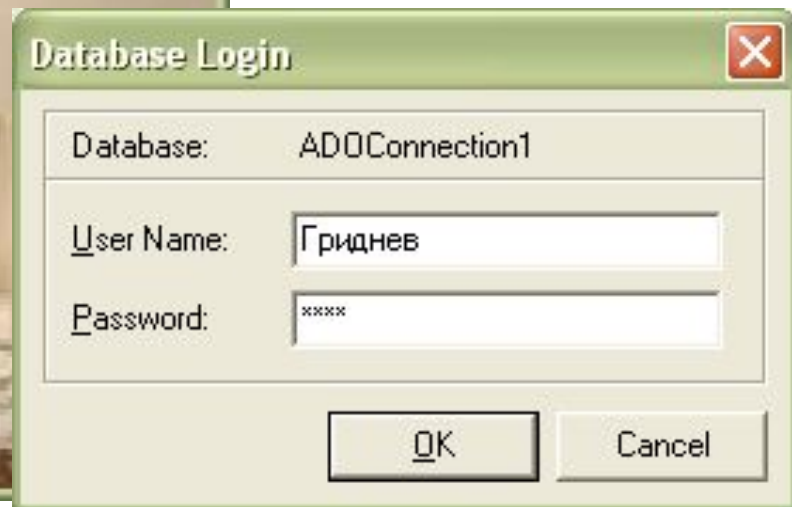 Database Login
Database: ADOConnection1
User Name: Гриднев
Password: ****
OK Cancel